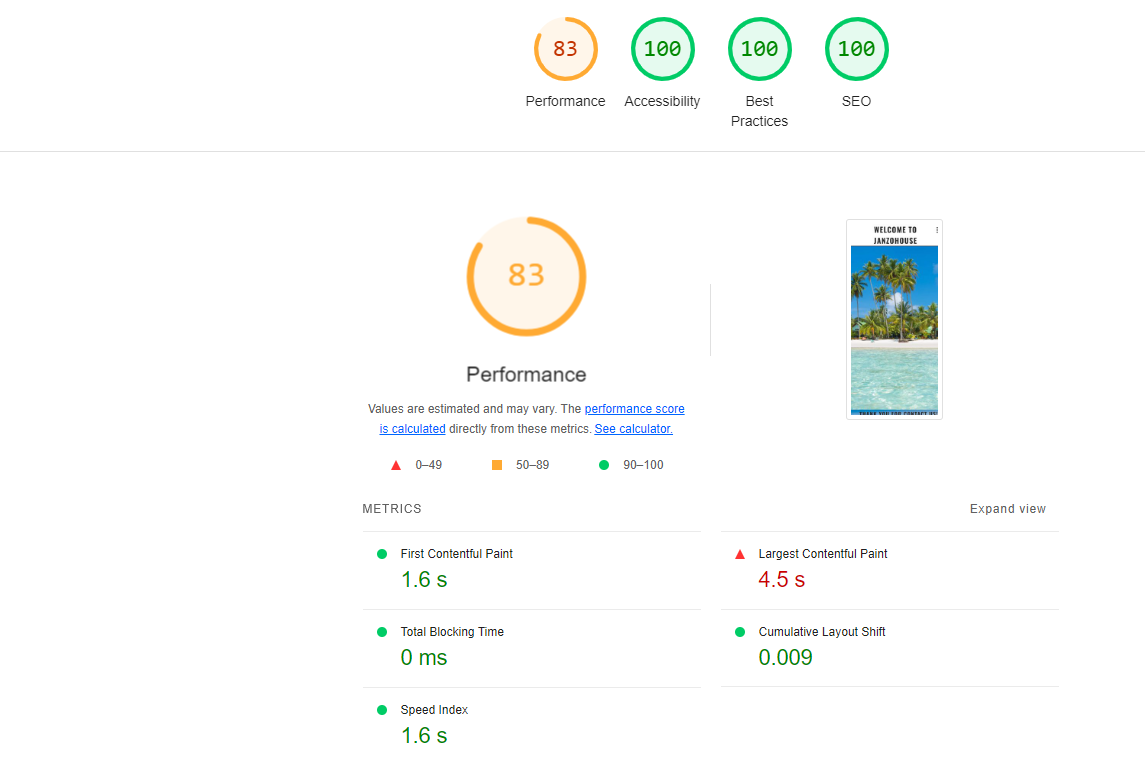 83
100
100
100
Performance
Accessibility
Best
Practices
SEO
83
Performance
Values are estimated and may vary. The performance score
is calculated directly from these metrics. See calculator.
0–49
50–89
90–100
WELCOME TO
JANZOHOUSE
THANK YOU FOR CONTACT US
METRICS
Expand view
First Contentful Paint
1.6 s
Largest Contentful Paint
4.5 s
Total Blocking Time
0 ms
Cumulative Layout Shift
0.009
Speed Index
1.6 s